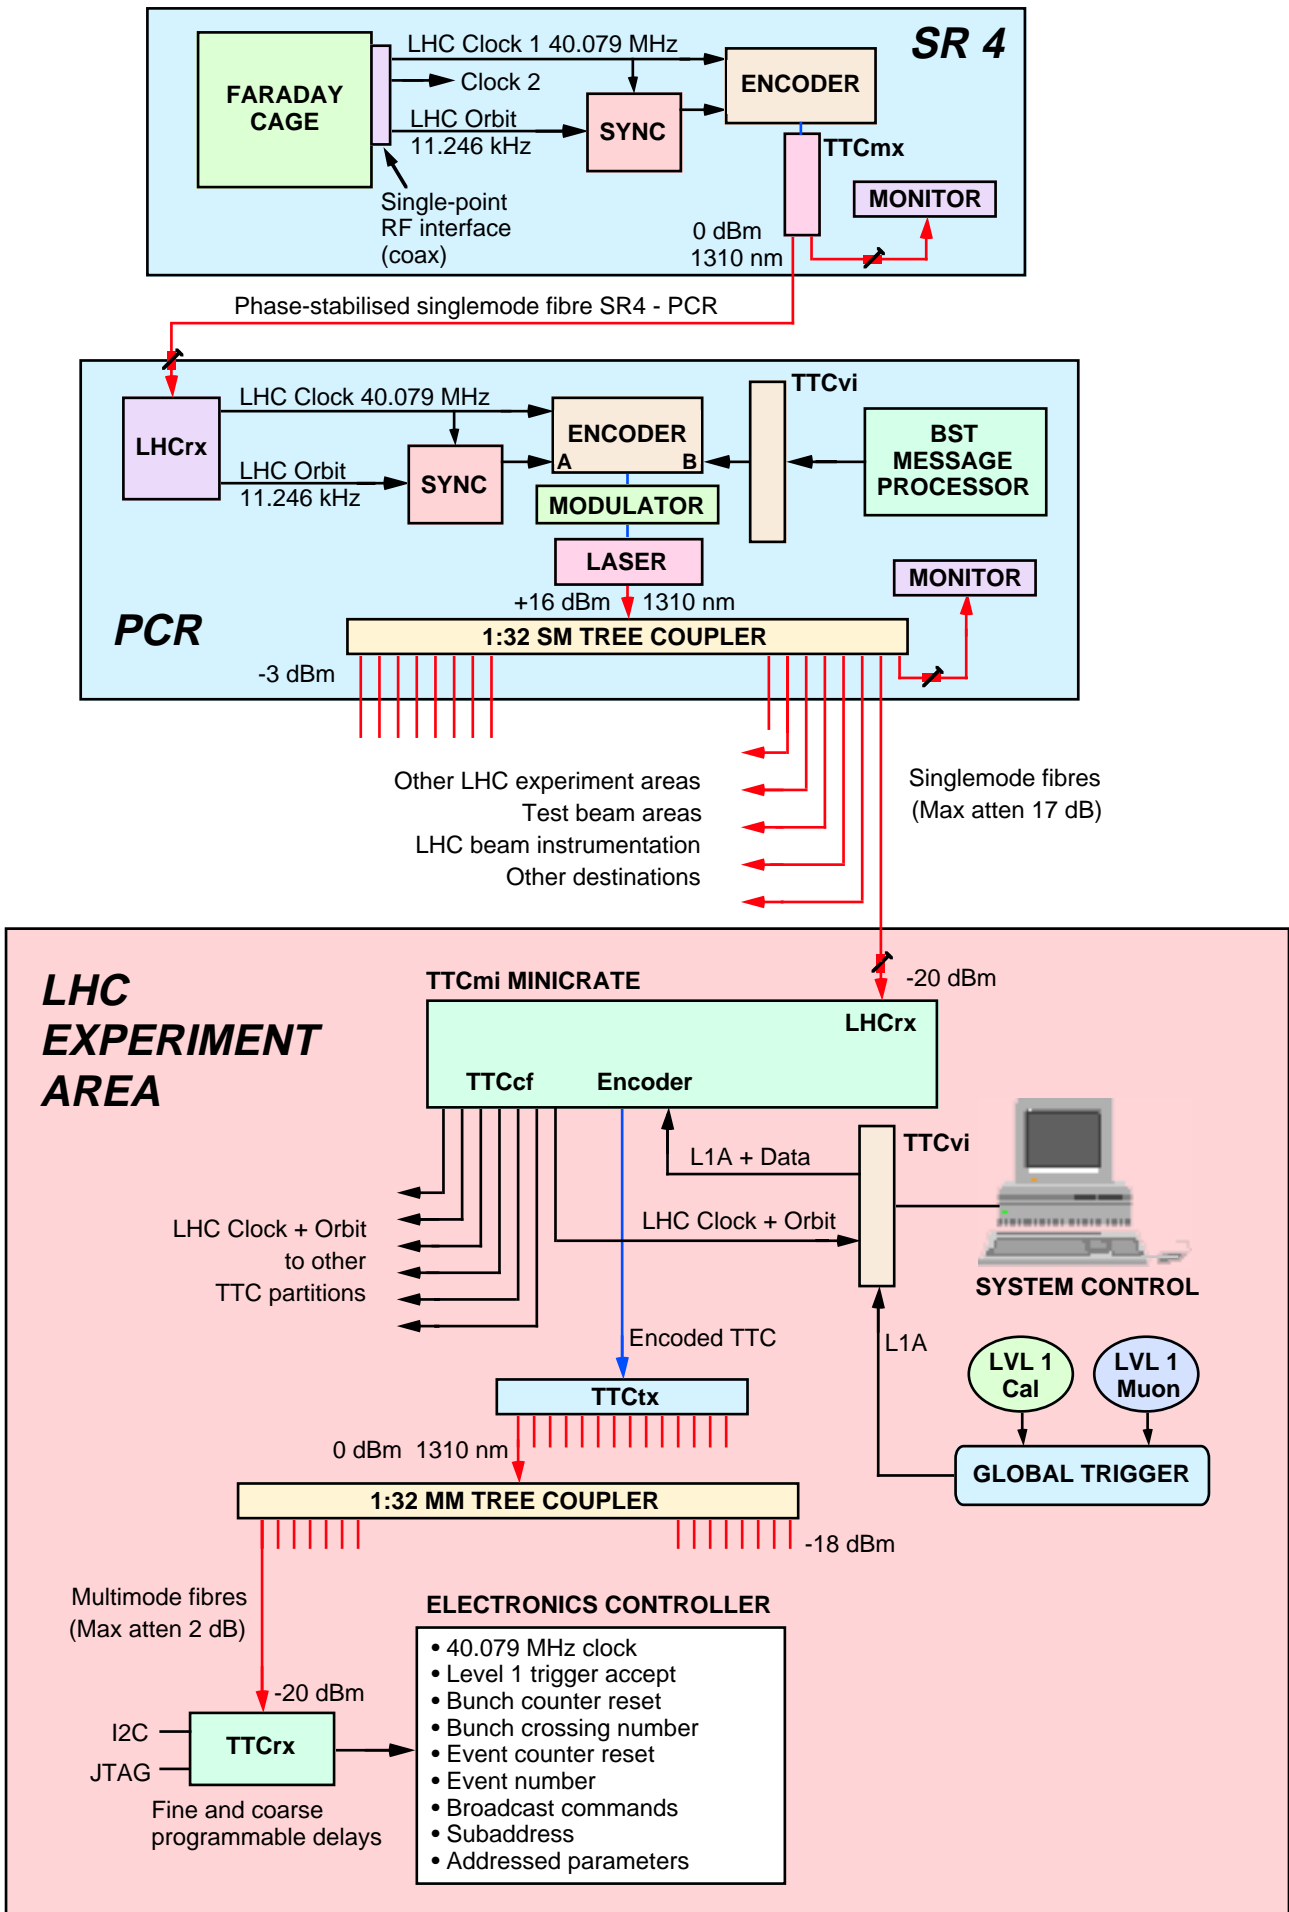 SR 4
FARADAY
CAGE
LHC Clock 1 40.079 MHz
Clock 2
LHC Orbit
11.246 kHz
SYNC
ENCODER
TTCmx
MONITOR
Single-point
RF interface
(coax)
0 dBm
1310 nm
Phase-stabilised singlemode fibre SR4 - PCR
LHCrx
LHC Clock 40.079 MHz
LHC Orbit
11.246 kHz
SYNC
ENCODER
A
B
TTCvi
BST
MESSAGE
PROCESSOR
MODULATOR
LASER
MONITOR
+16 dBm
1310 nm
PCR
1:32 SM TREE COUPLER
-3 dBm
Other LHC experiment areas
Test beam areas
LHC beam instrumentation
Other destinations
Singlemode fibres
(Max atten 17 dB)
LHC
EXPERIMENT
AREA
TTCmi MINICRATE
-20 dBm
LHCrx
TTCcf
Encoder
TTCvi
L1A + Data
LHC Clock + Orbit
LHC Clock + Orbit
to other
TTC partitions
SYSTEM CONTROL
L1A
Encoded TTC
LVL 1
Cal
LVL 1
Muon
TTCtx
GLOBAL TRIGGER
0 dBm 1310 nm
1:32 MM TREE COUPLER
-18 dBm
Multimode fibres
(Max atten 2 dB)
-20 dBm
I2C
JTAG
TTCrx
Fine and coarse
programmable delays
ELECTRONICS CONTROLLER
• 40.079 MHz clock
• Level 1 trigger accept
• Bunch counter reset
• Bunch crossing number
• Event counter reset
• Event number
• Broadcast commands
• Subaddress
• Addressed parameters